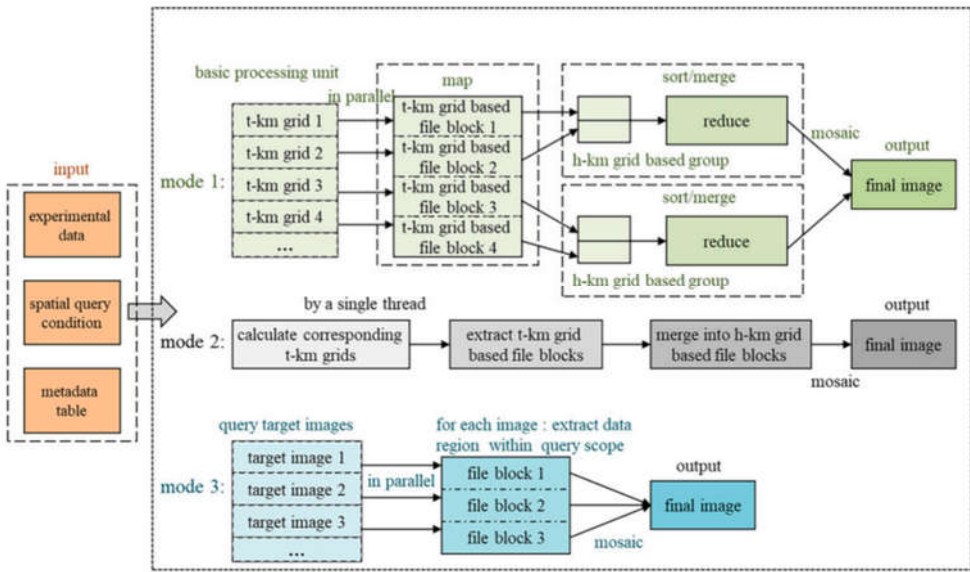 input
experimental
data
spatial query
condition
metadata
table
mode 1:
basic processing unit
in parallel
t-km grid 1
t-km grid 2
t-km grid 3
t-km grid 4
...
map
t-km grid based
file block 1
t-km grid based
file block 2
t-km grid based
file block 3
t-km grid based
file block 4
sort/merge
reduce
h-km grid based group
sort/merge
reduce
h-km grid based group
mosaic
output
final image
mode 2:
by a single thread
calculate corresponding
t-km grids
extract t-km grid
based file blocks
merge into h-km grid
based file blocks
mosaic
output
final image
mode 3:
query target images
target image 1
target image 2
target image 3
...
in parallel
for each image : extract data
region within query scope
file block 1
file block 2
file block 3
mosaic
output
final image